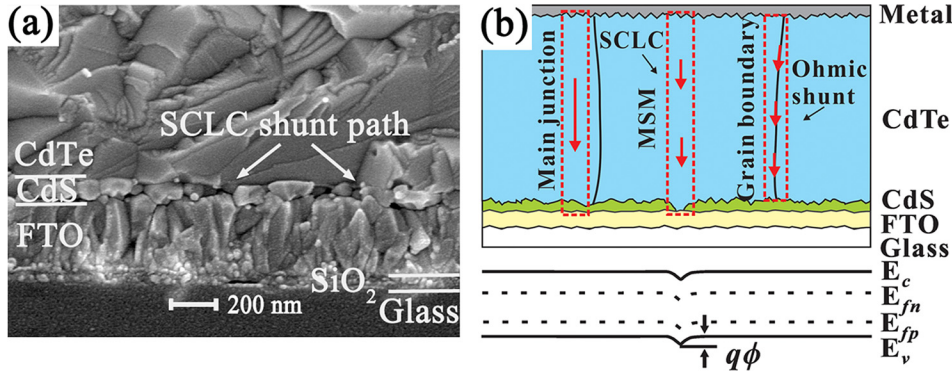 (a)
SCLC shunt path
CdTe
CdS
FTO
SiO2
Glass
200 nm
(b)
Main junction
SCLC
MSM
Grain boundary
Ohmic
shunt
Metal
CdTe
CdS
FTO
Glass
Ec
Efn
Efp
Ev
qϕ